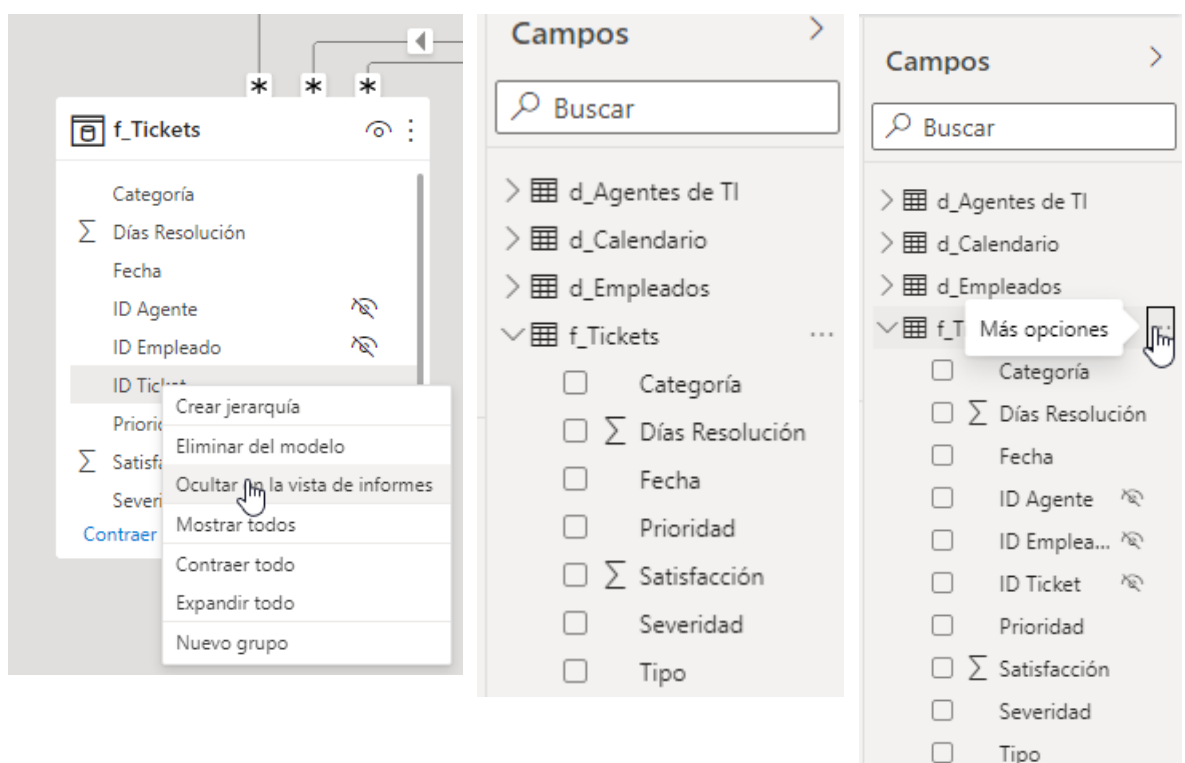 f_Tickets
Categoría
Días Resolución
Fecha
ID Agente
ID Empleado
ID Ticket
Crear jerarquía
Eliminar del modelo
Ocultar en la vista de informes
Mostrar todos
Contraer todo
Expandir todo
Nuevo grupo
Contraer
Campos
Buscar
d_Agentes de TI
d_Calendario
d_Empleados
f_Tickets
Categoría
Días Resolución
Fecha
Prioridad
Satisfacción
Severidad
Tipo
Campos
Buscar
d_Agentes de TI
d_Calendario
d_Empleados
f_T
Más opciones
Categoría
Días Resolución
Fecha
ID Agente
ID Emplea...
ID Ticket
Prioridad
Satisfacción
Severidad
Tipo